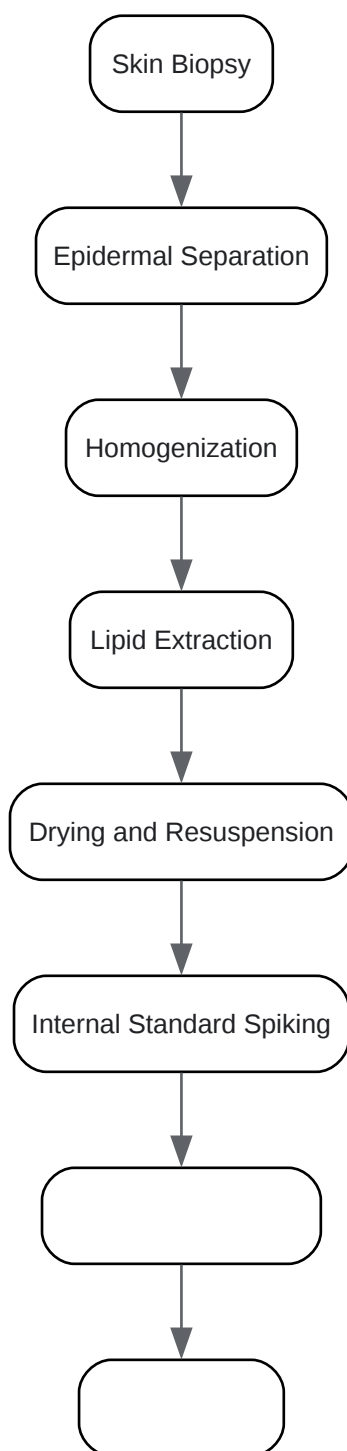 Skin Biopsy
Epidermal Separation
Homogenization
Lipid Extraction
Drying and Resuspension
Internal Standard Spiking